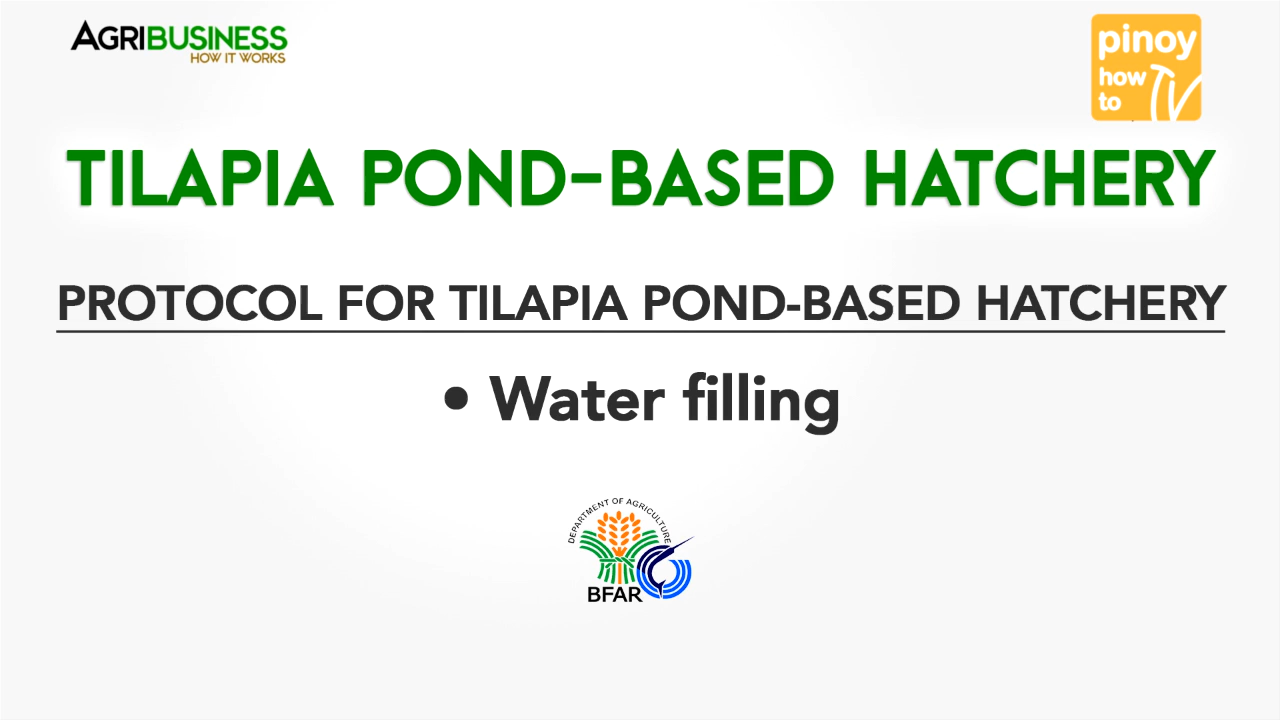 AGRIBUSINESS
HOW IT WORKS
pinoy
how
to TV
TILAPIA POND-BASED HATCHERY
PROTOCOL FOR TILAPIA POND-BASED HATCHERY
• Water filling
DEPARTMENT OF AGRICULTURE
BFAR